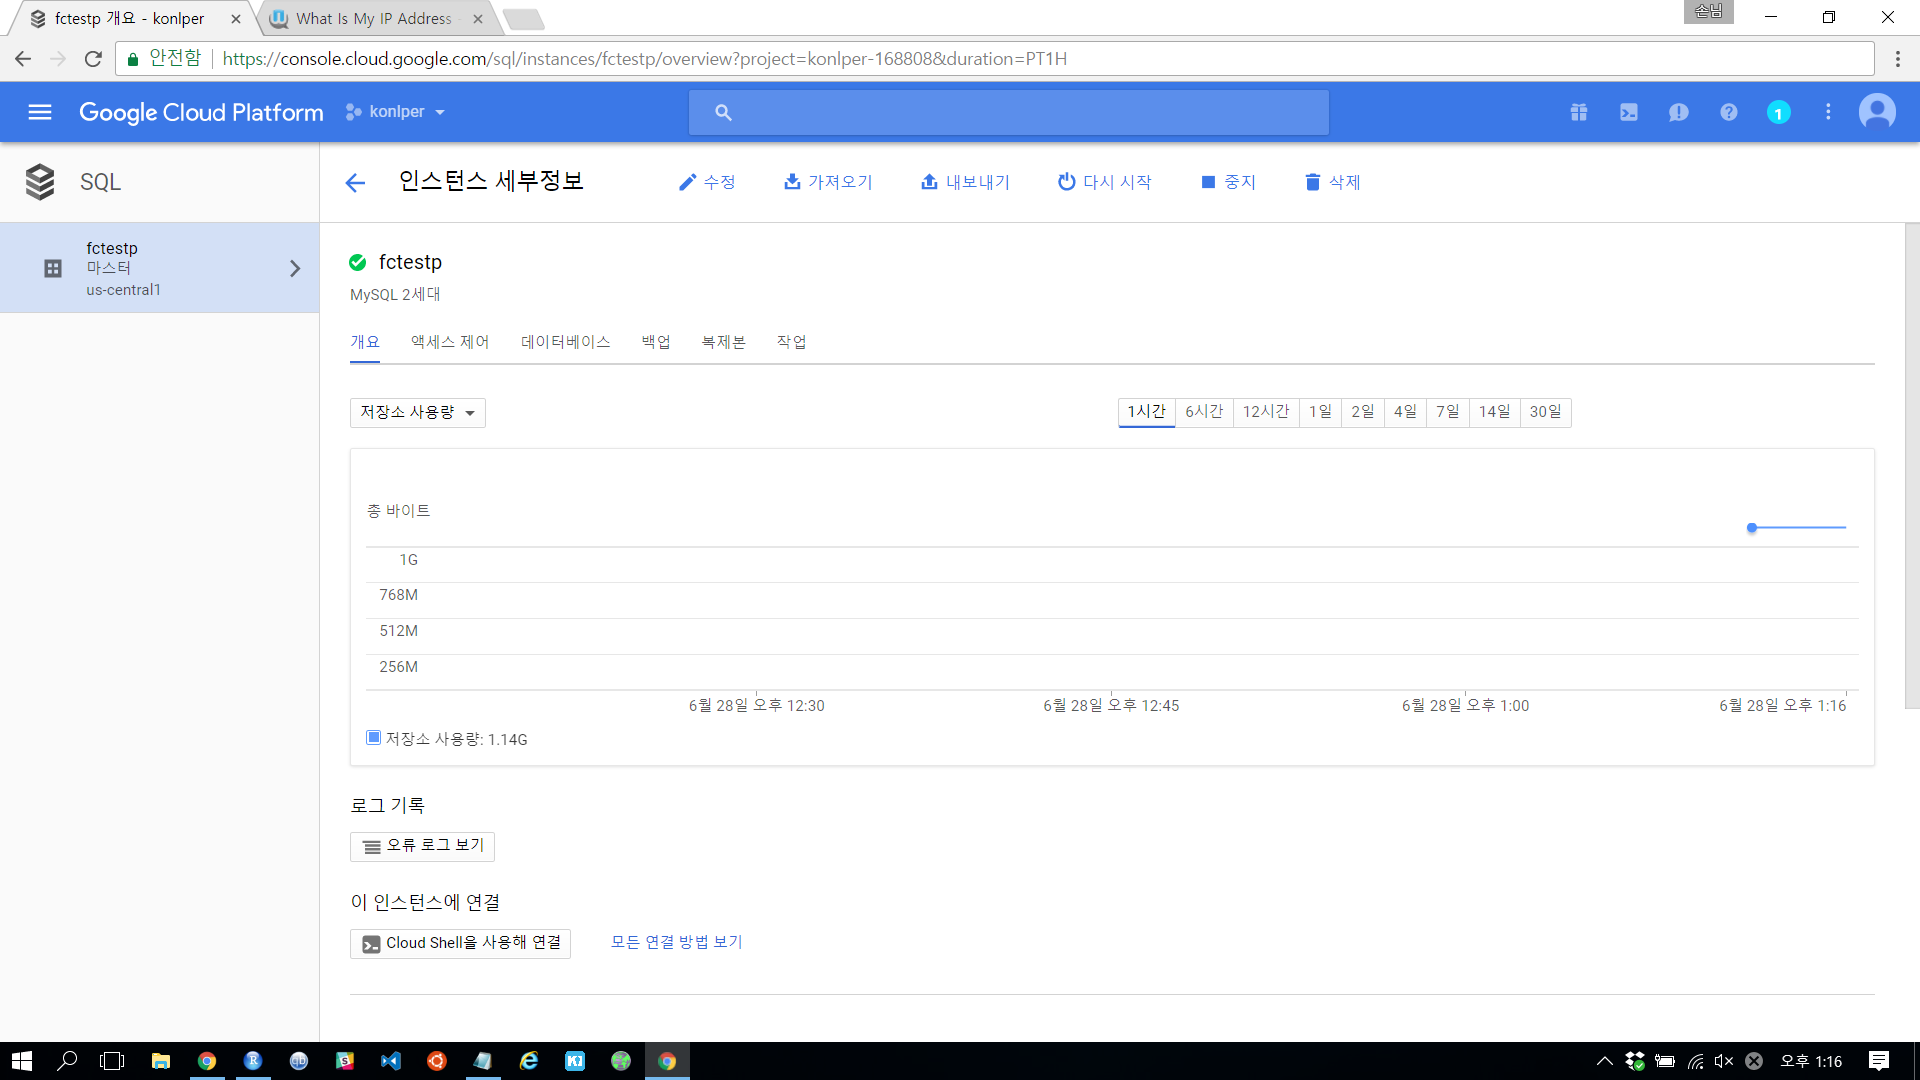 fctestp 개요 - konlper
What Is My IP Address
손님
안전함
https://console.cloud.google.com/sql/instances/fctestp/overview?project=konlper-168808&duration=PT1H
Google Cloud Platform
konlper
1
SQL
인스턴스 세부정보
수정
가져오기
내보내기
다시 시작
중지
삭제
fctestp
마스터
us-central1
fctestp
MySQL 2세대
개요
액세스 제어
데이터베이스
백업
복제본
작업
저장소 사용량
1시간
6시간
12시간
1일
2일
4일
7일
14일
30일
총 바이트
1G
768M
512M
256M
6월 28일 오후 12:30
6월 28일 오후 12:45
6월 28일 오후 1:00
6월 28일 오후 1:16
저장소 사용량: 1.14G
로그 기록
오류 로그 보기
이 인스턴스에 연결
Cloud Shell을 사용해 연결
모든 연결 방법 보기
오후 1:16